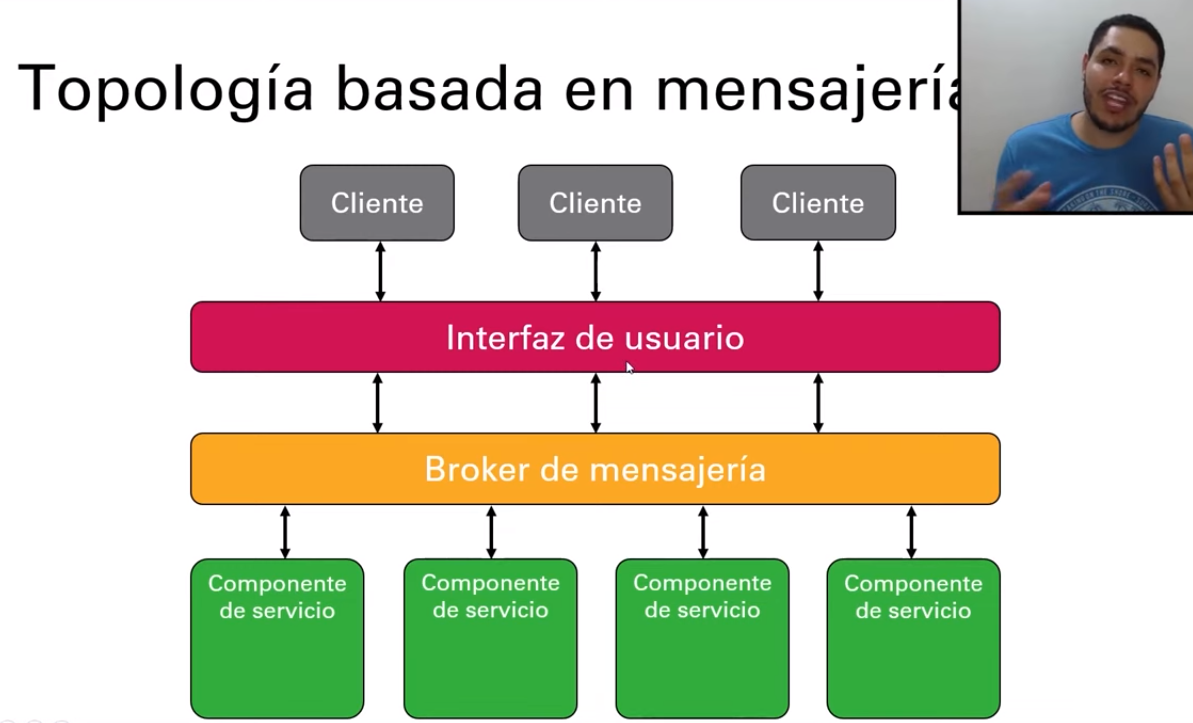 Topología basada en mensajería
Cliente
Cliente
Cliente
Interfaz de usuario
Broker de mensajería
Componente
de servicio
Componente
de servicio
Componente
de servicio
Componente
de servicio